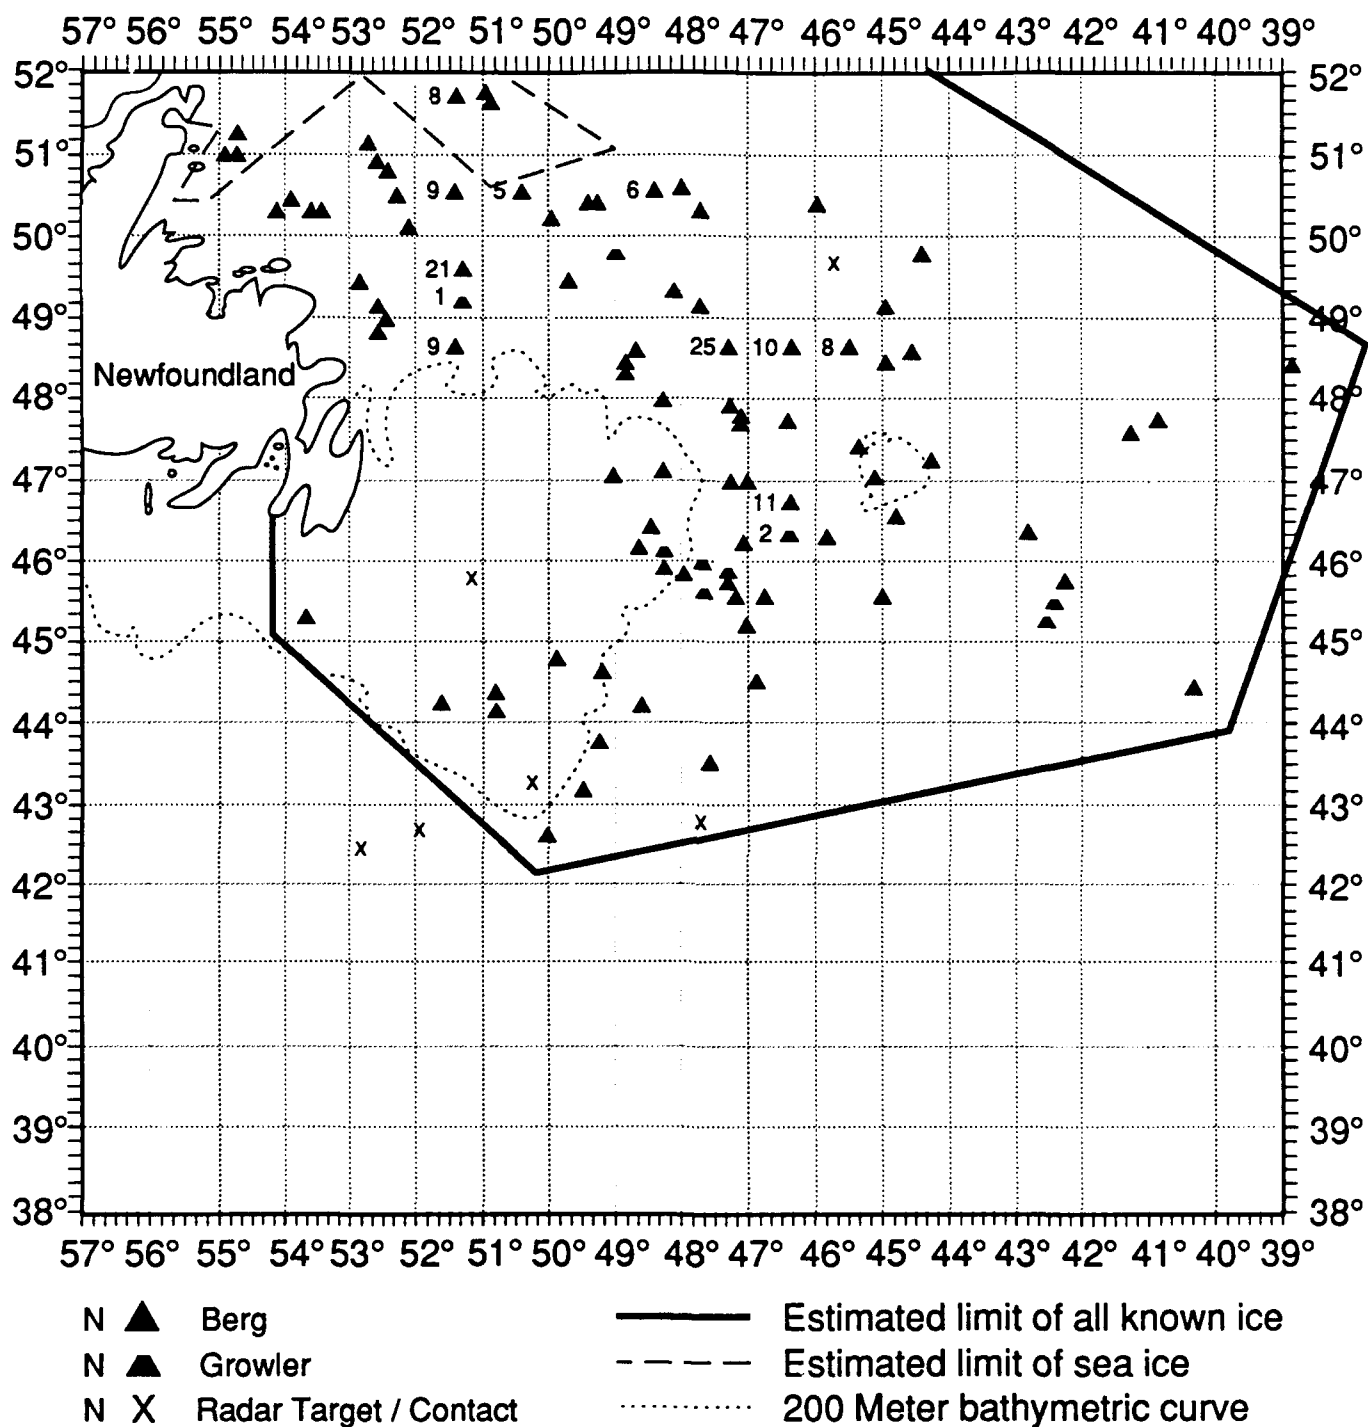 57° 56° 55° 54° 53° 52° 51° 50° 49° 48° 47° 46° 45° 44° 43° 42° 41° 40° 39°
52° 52°
8
51° 51°
9 5 6
50° 50°
21
1
49° 49°
9 25 10 8
Newfoundland
48° 48°
47° 47°
11
2
46° 46°
X
X
45° 45°
44° 44°
X
43° 43°
X X
X
42° 42°
41° 41°
40° 40°
39° 39°
38° 38°
57° 56° 55° 54° 53° 52° 51° 50° 49° 48° 47° 46° 45° 44° 43° 42° 41° 40° 39°
N Berg Estimated limit of all known ice
N Growler Estimated limit of sea ice
N X Radar Target / Contact 200 Meter bathymetric curve